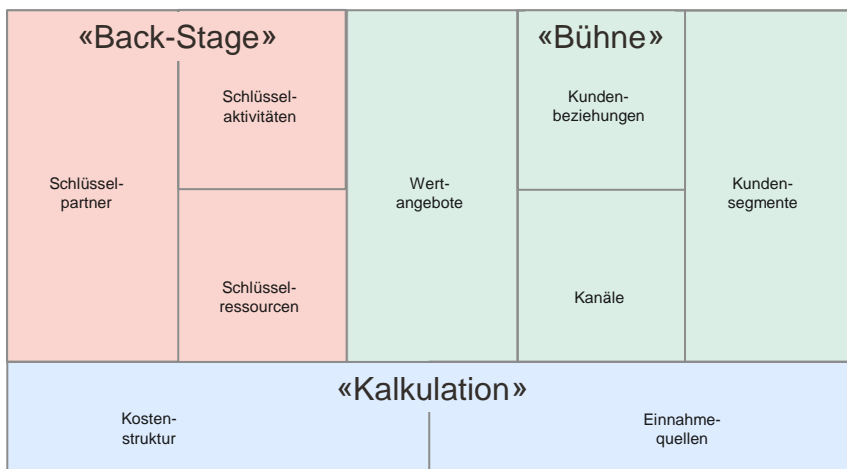 «Back-Stage»
«Bühne»
Schlüssel-
partner
Schlüssel-
aktivitäten
Schlüssel-
ressourcen
Wert-
angebote
Kunden-
beziehungen
Kanäle
Kunden-
segmente
«Kalkulation»
Kosten-
struktur
Einnahme-
quellen